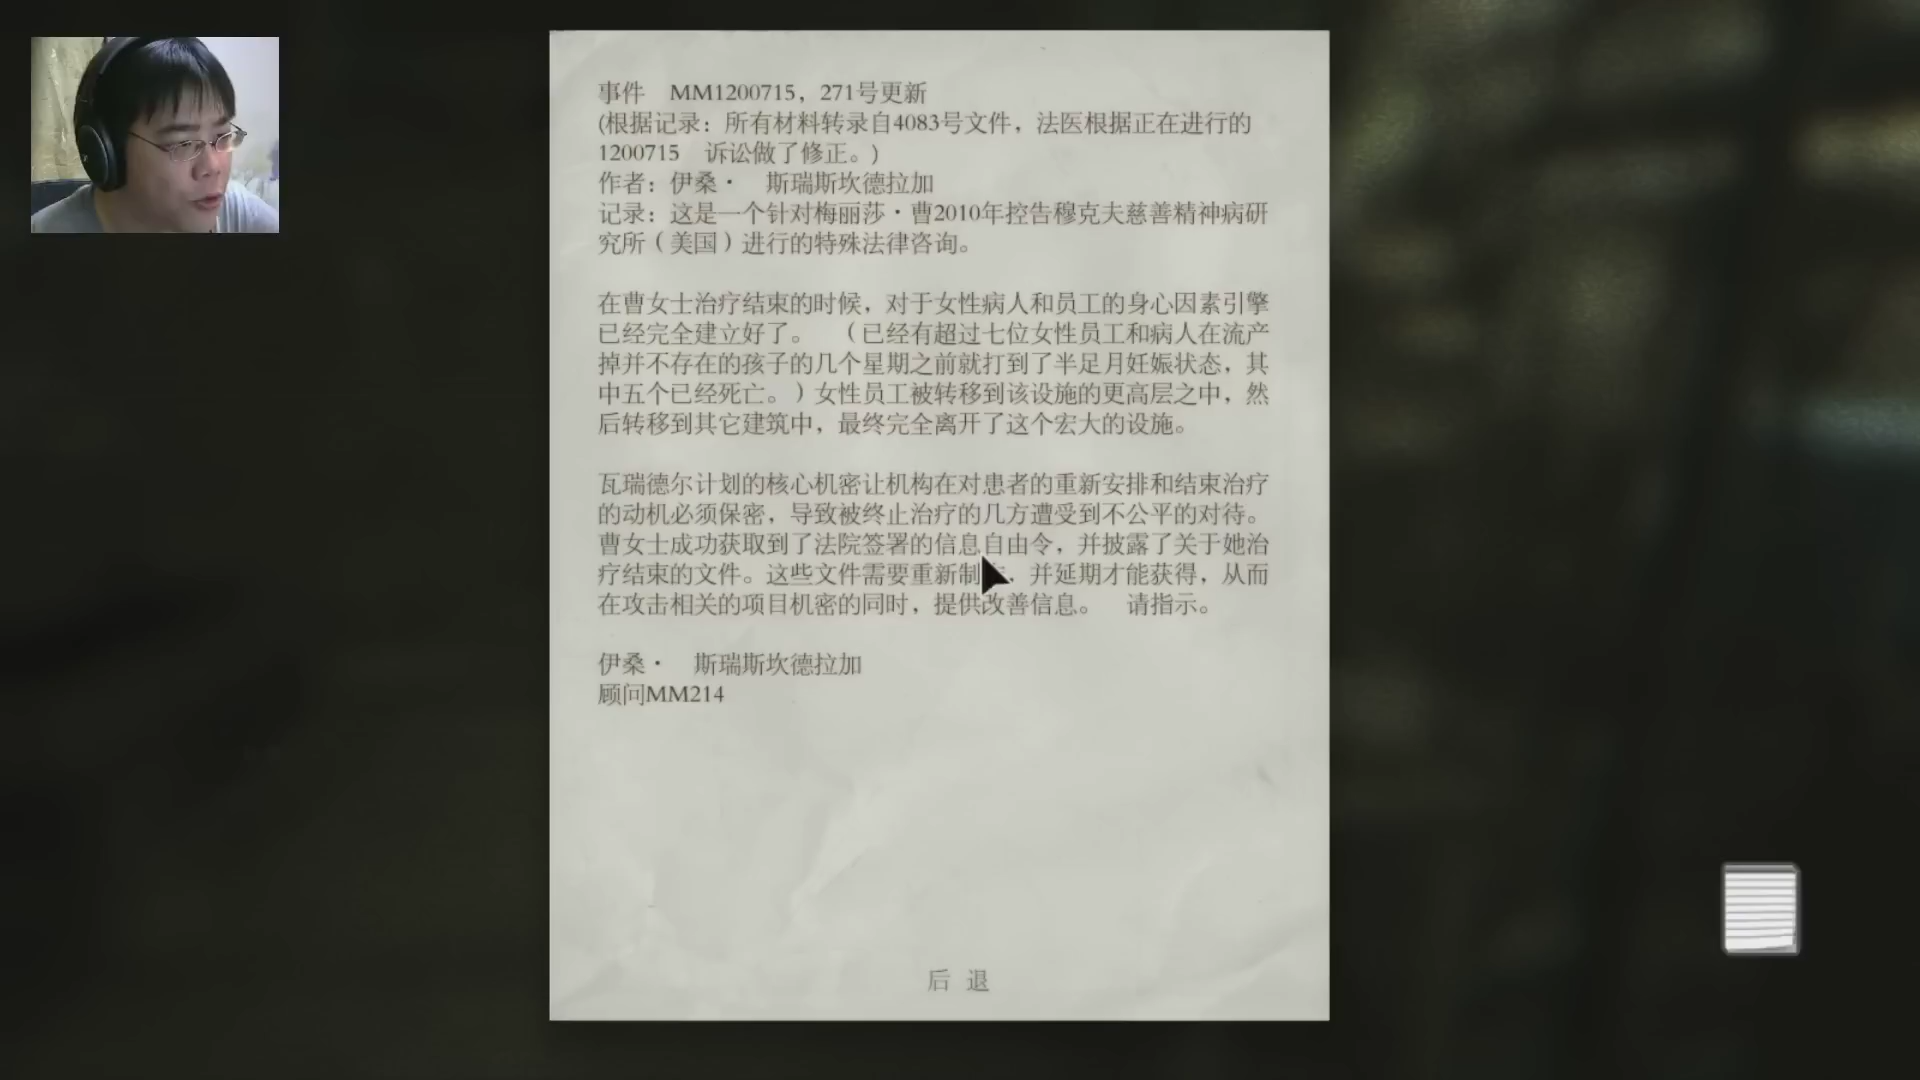 事件　MM1200715，271号更新
(根据记录：所有材料转录自4083号文件，法医根据正在进行的
1200715　诉讼做了修正。)
作者：伊桑·　斯瑞斯坎德拉加
记录：这是一个针对梅丽莎·曹2010年控告穆克夫慈善精神病研
究所（美国）进行的特殊法律咨询。
在曹女士治疗结束的时候，对于女性病人和员工的身心因素引擎
已经完全建立好了。　（已经有超过七位女性员工和病人在流产
掉并不存在的孩子的几个星期之前就打到了半足月妊娠状态，其
中五个已经死亡。）女性员工被转移到该设施的更高层之中，然
后转移到其它建筑中，最终完全离开了这个宏大的设施。
瓦瑞德尔计划的核心机密让机构在对患者的重新安排和结束治疗
的动机必须保密，导致被终止治疗的几方遭受到不公平的对待。
曹女士成功获取到了法院签署的信息自由令，并披露了关于她治
疗结束的文件。这些文件需要重新制，并延期才能获得，从而
在攻击相关的项目机密的同时，提供改善信息。　请指示。
伊桑·　斯瑞斯坎德拉加
顾问MM214
后 退